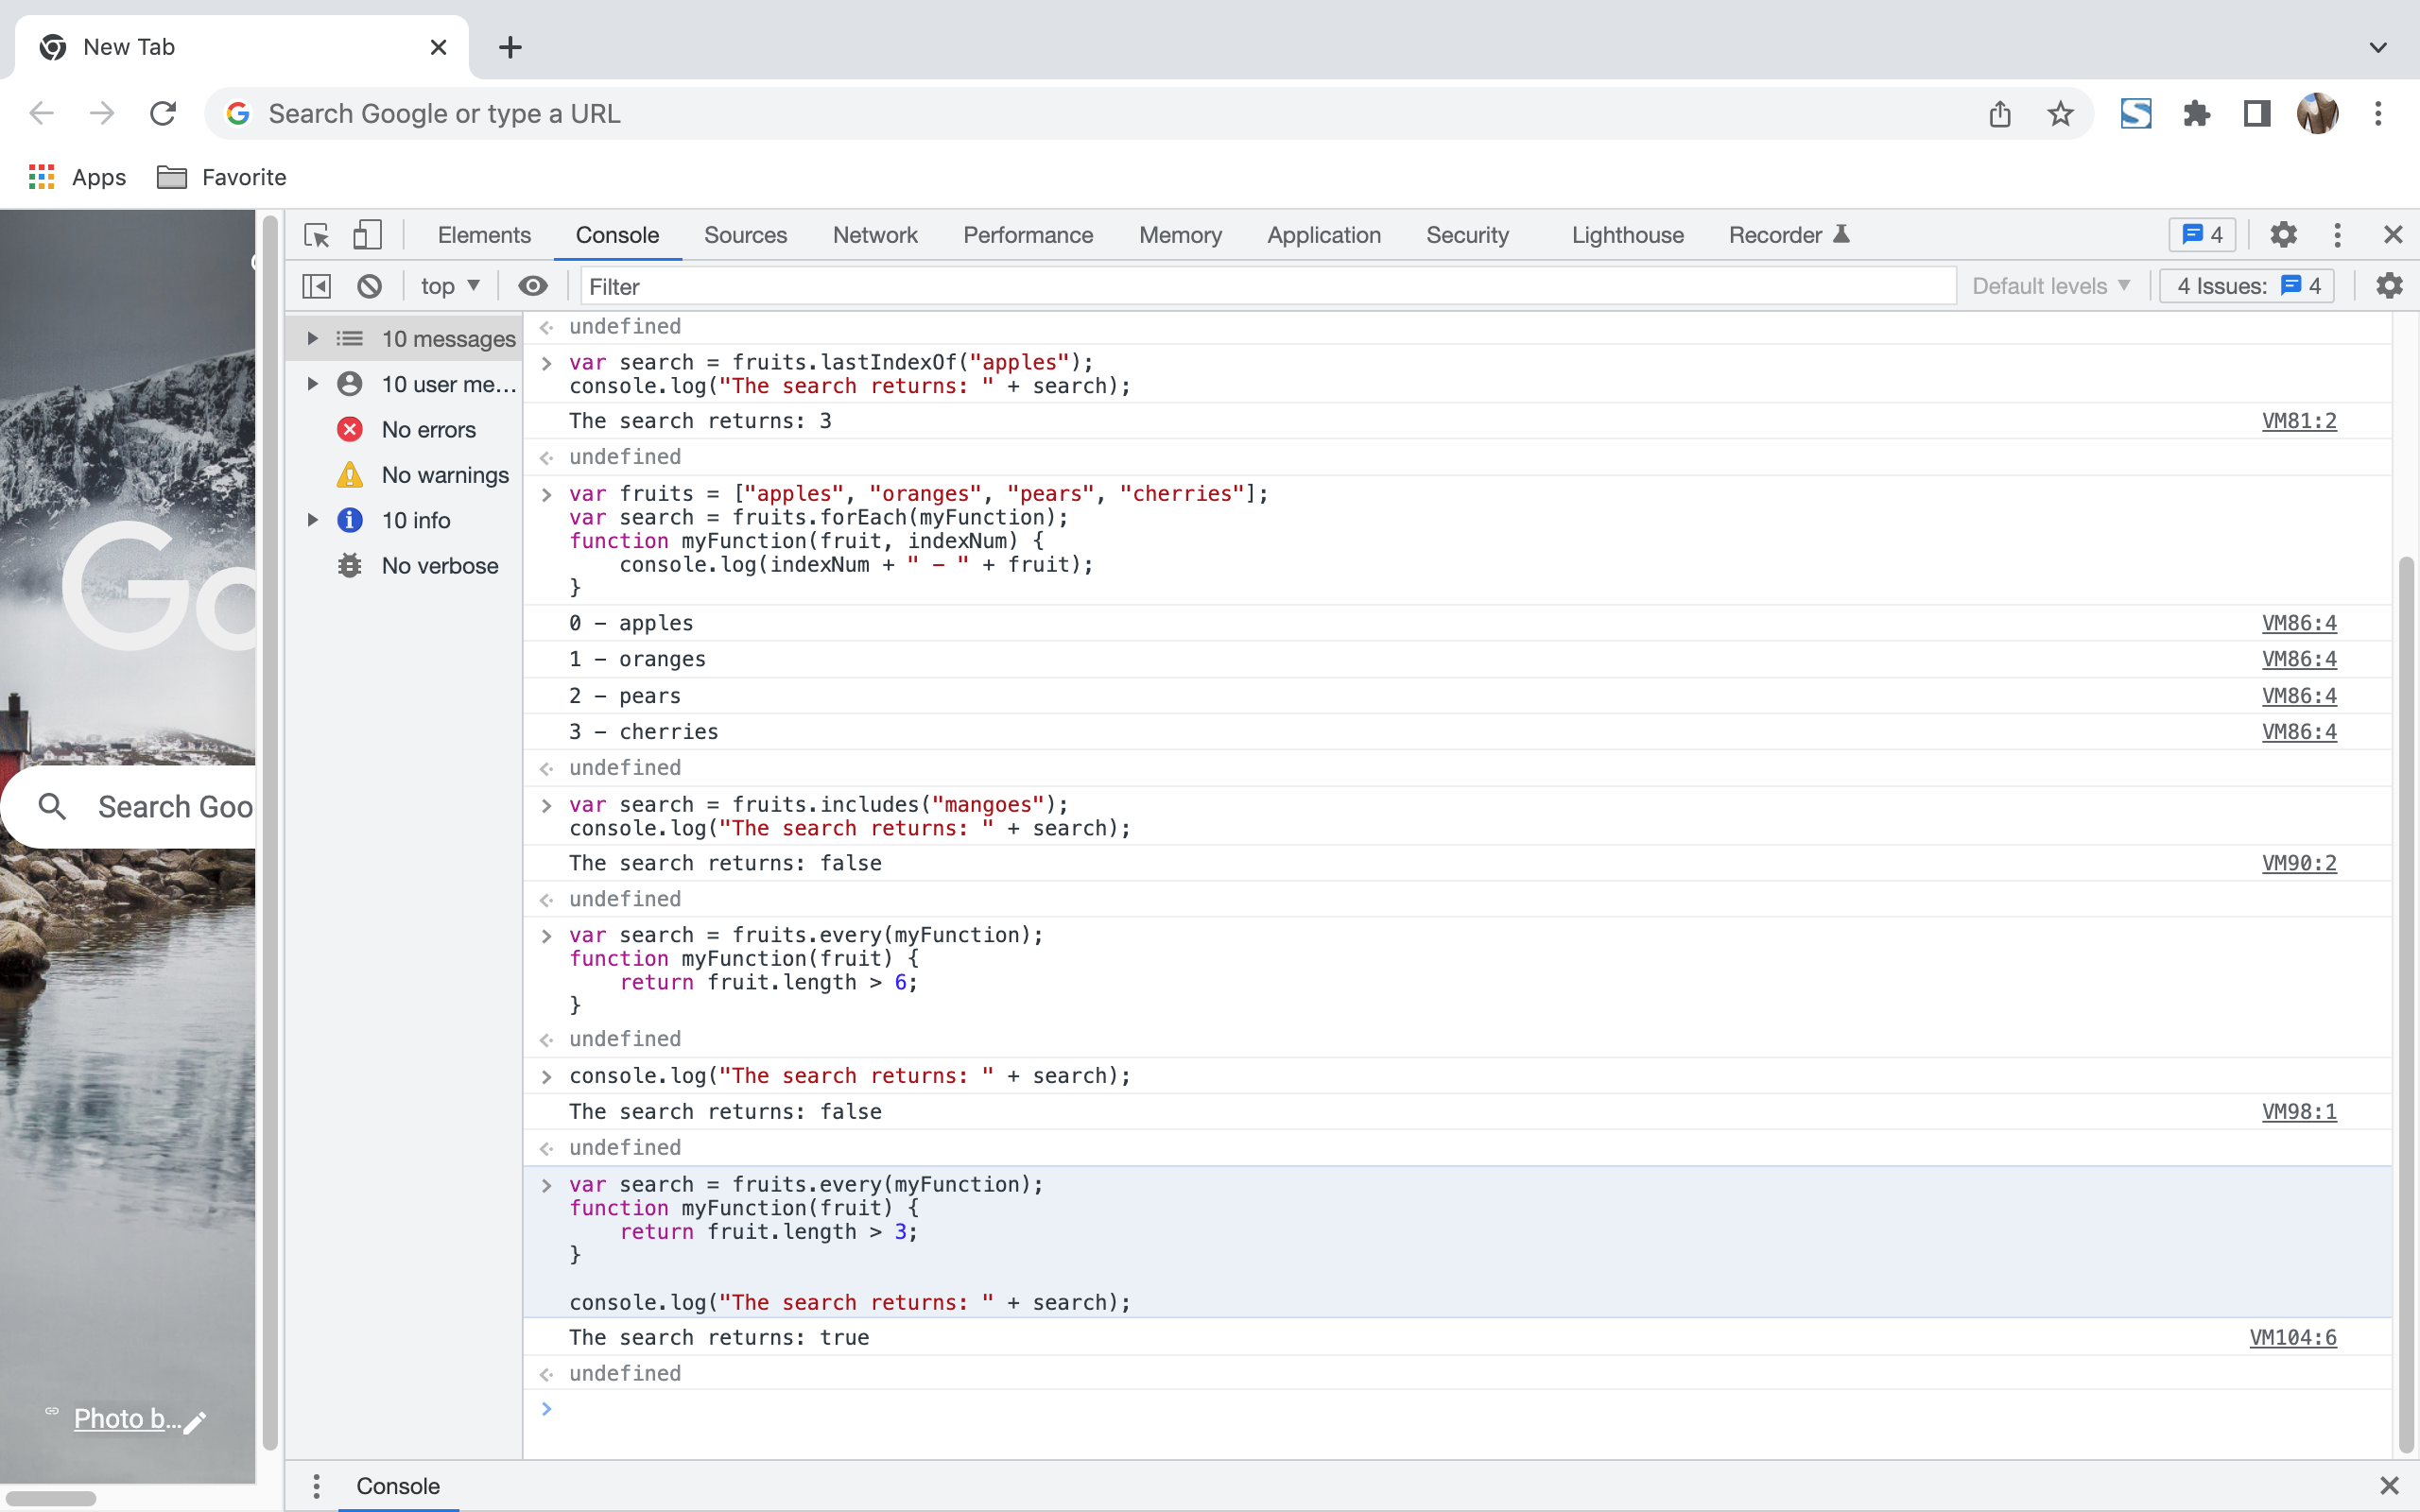 New Tab
Search Google or type a URL
Apps
Favorite
Elements
Console
Sources
Network
Performance
Memory
Application
Security
Lighthouse
Recorder
4
top
Filter
Default levels
4 Issues:
4
10 messages
10 user me...
No errors
No warnings
10 info
No verbose
undefined
var search = fruits.lastIndexOf("apples");
console.log("The search returns: " + search);
The search returns: 3 VM81:2
undefined
var fruits = ["apples", "oranges", "pears", "cherries"];
var search = fruits.forEach(myFunction);
function myFunction(fruit, indexNum) {
    console.log(indexNum + " - " + fruit);
}
0 - apples VM86:4
1 - oranges VM86:4
2 - pears VM86:4
3 - cherries VM86:4
undefined
var search = fruits.includes("mangoes");
console.log("The search returns: " + search);
The search returns: false VM90:2
undefined
var search = fruits.every(myFunction);
function myFunction(fruit) {
    return fruit.length > 6;
}
undefined
console.log("The search returns: " + search);
The search returns: false VM98:1
undefined
var search = fruits.every(myFunction);
function myFunction(fruit) {
    return fruit.length > 3;
}
console.log("The search returns: " + search);
The search returns: true VM104:6
undefined
Go
Search Goo
Photo b...
Console